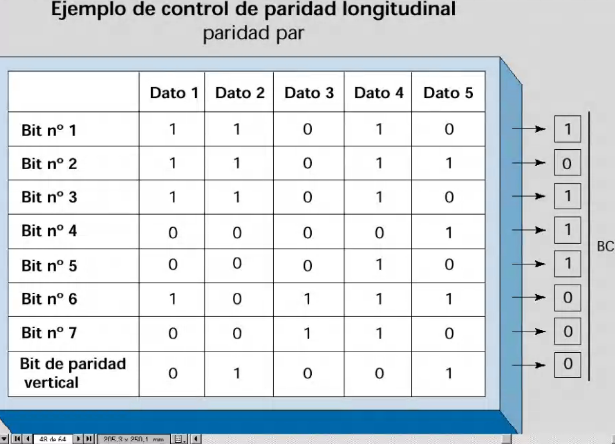 Ejemplo de control de paridad longitudinal
paridad par
Dato 1 Dato 2 Dato 3 Dato 4 Dato 5
Bit nº 1 1 1 0 1 0 1
Bit nº 2 1 1 0 1 1 0
Bit nº 3 1 1 0 1 0 1
Bit nº 4 0 0 0 0 1 1
BC
Bit nº 5 0 0 0 1 0 1
Bit nº 6 1 0 1 1 1 0
Bit nº 7 0 0 1 1 0 0
Bit de paridad
vertical 0 1 0 0 1 0
48 de 64 205,3 x 250,1 mm